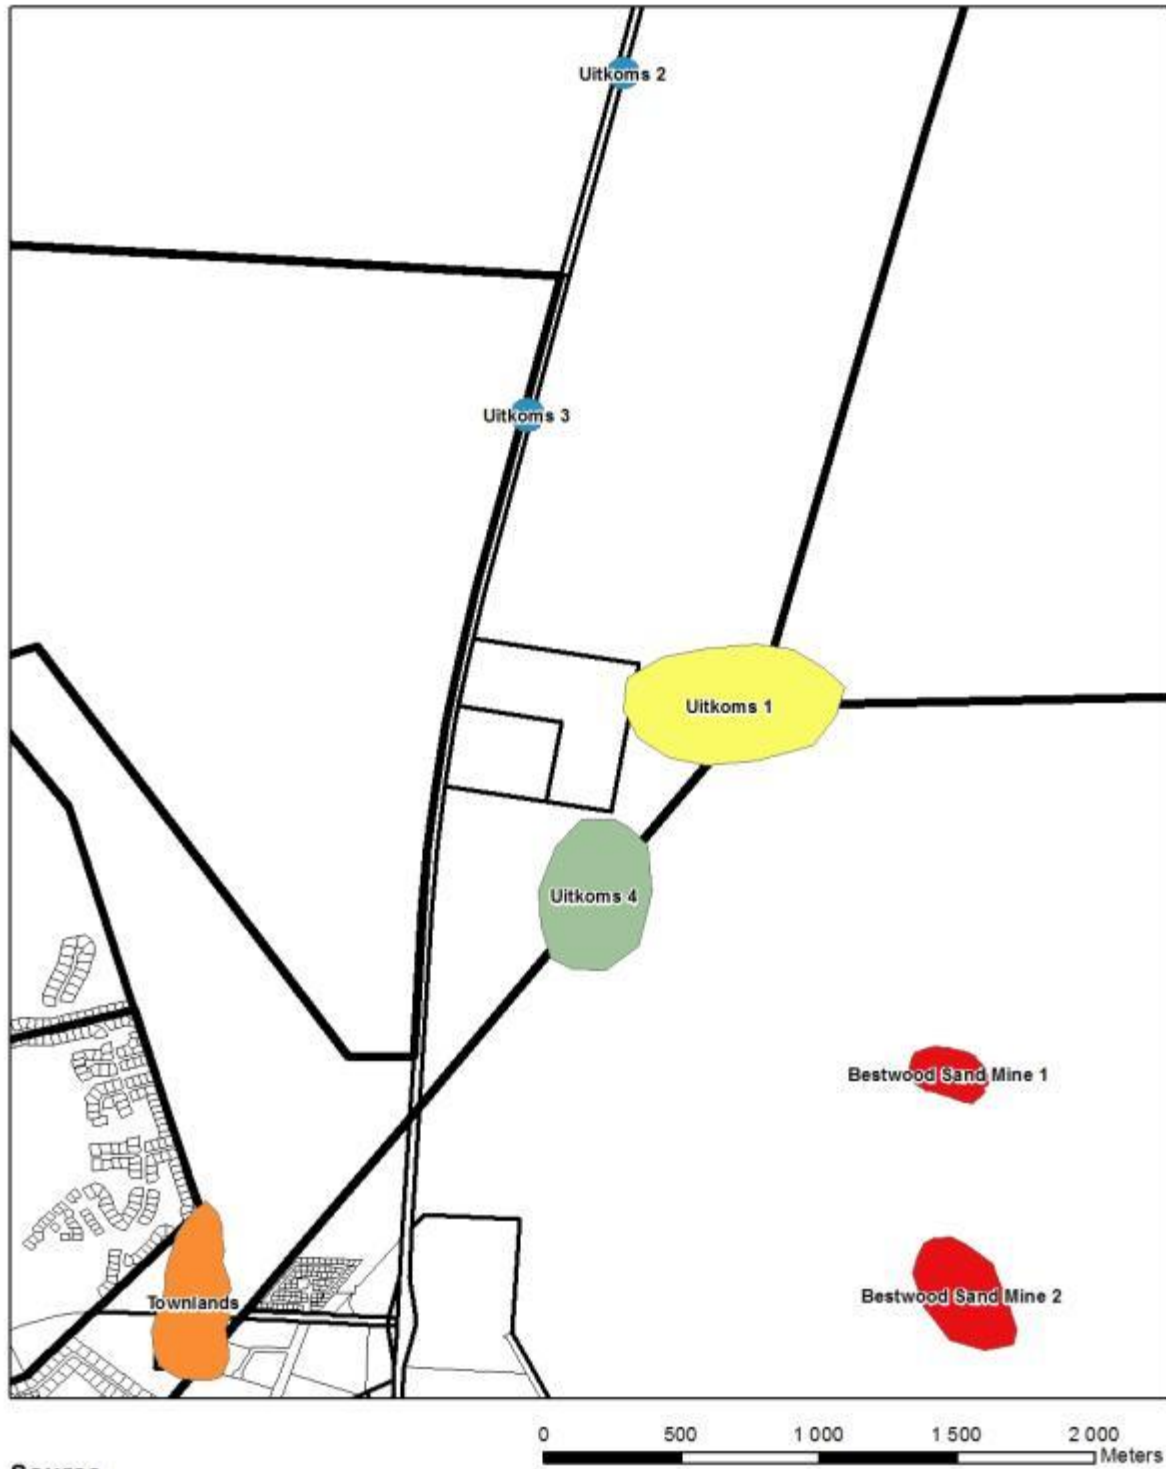 Uitkoms 2
Uitkoms 3
Uitkoms 1
Uitkoms 4
Bestwood Sand Mine 1
Bestwood Sand Mine 2
Townlands
0 500 1 000 1 500 2 000
Meters